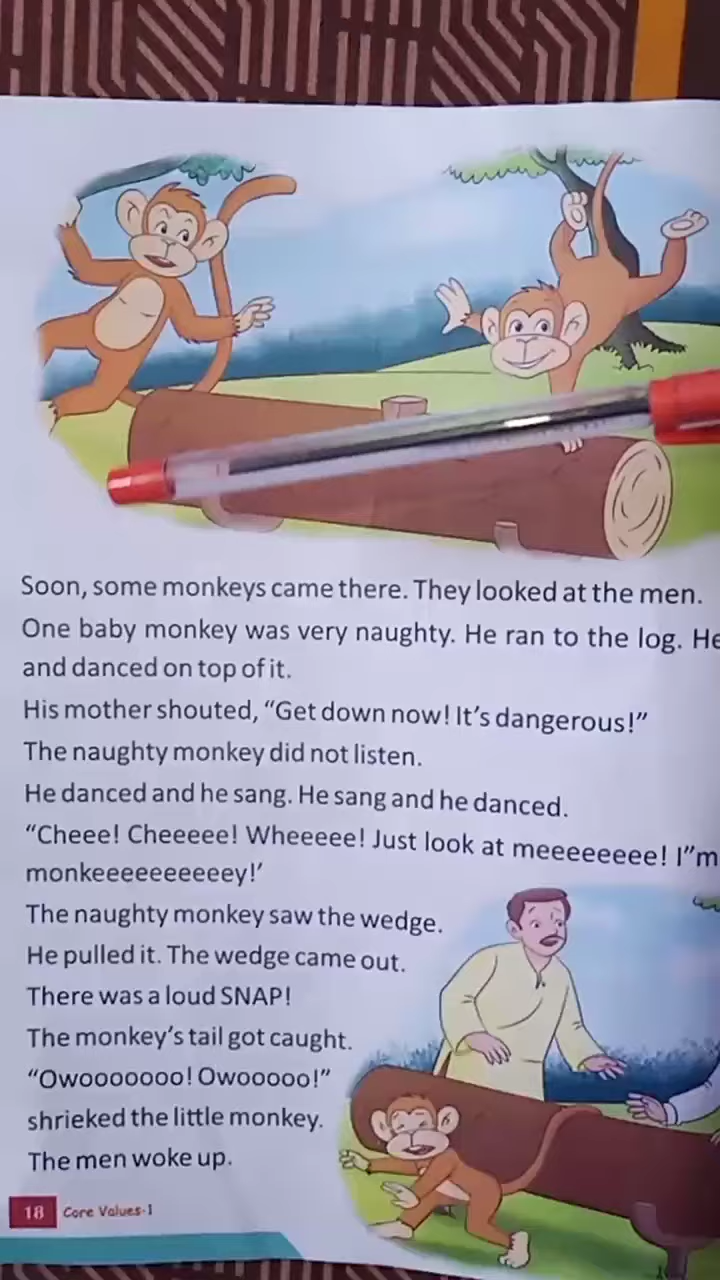 Soon, some monkeys came there. They looked at the men.
One baby monkey was very naughty. He ran to the log. He
and danced on top of it.
His mother shouted, “Get down now! It’s dangerous!”
The naughty monkey did not listen.
He danced and he sang. He sang and he danced.
“Cheee! Cheeeee! Wheeeee! Just look at meeeeeeee! I”m
monkeeeeeeeeeey!’
The naughty monkey saw the wedge.
He pulled it. The wedge came out.
There was a loud SNAP!
The monkey’s tail got caught.
“Owooooooo! Owooooo!”
shrieked the little monkey.
The men woke up.
18 Core Values-1